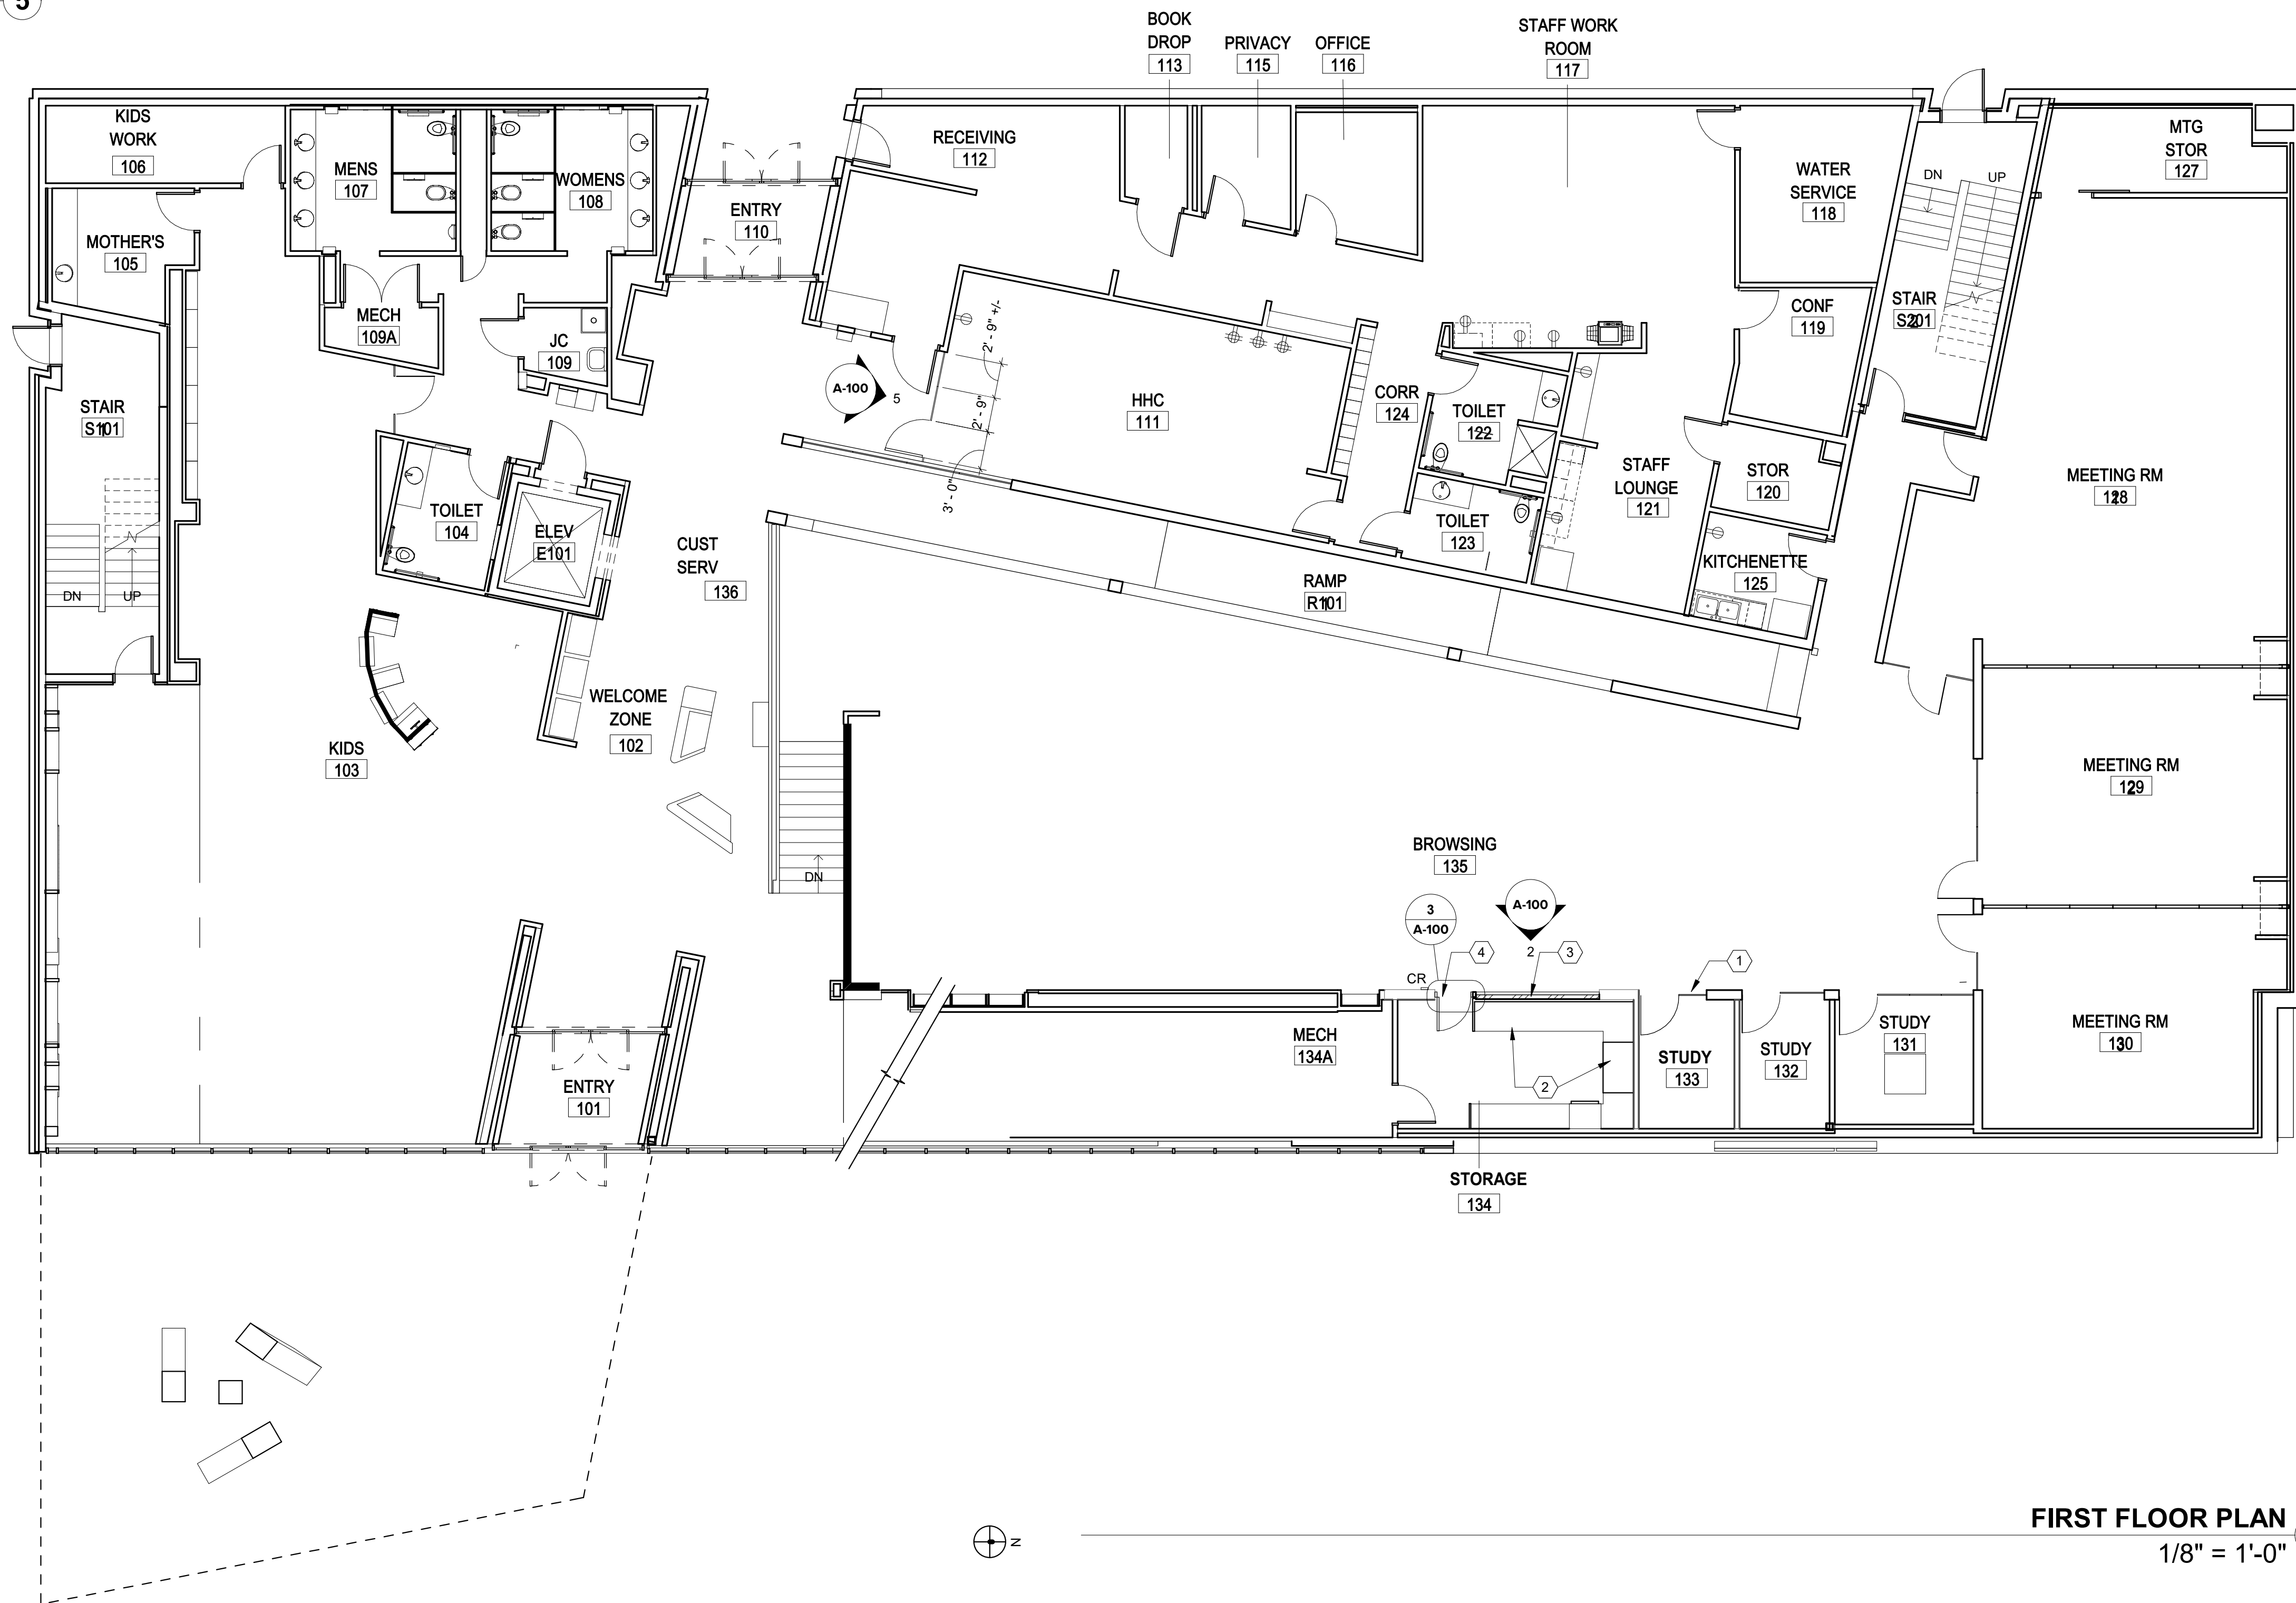 5
BOOK
DROP
113
PRIVACY
115
OFFICE
116
STAFF WORK
ROOM
117
KIDS
WORK
106
MENS
107
WOMENS
108
RECEIVING
112
ENTRY
110
WATER
SERVICE
118
DN
UP
MTG
STOR
127
MOTHER'S
105
MECH
109A
JC
109
STAIR
S101
A-100
5
2' - 9" +/-
2' - 9"
3' - 0"
HHC
111
CORR
124
TOILET
122
CONF
119
STAIR
S201
STAFF
LOUNGE
121
STOR
120
MEETING RM
128
TOILET
104
ELEV
E101
CUST
SERV
136
TOILET
123
KITCHENETTE
125
RAMP
R101
DN
UP
WELCOME
ZONE
102
KIDS
103
MEETING RM
129
DN
BROWSING
135
3
A-100
A-100
2
4
3
1
CR
MECH
134A
2
STUDY
133
STUDY
132
STUDY
131
MEETING RM
130
ENTRY
101
STORAGE
134
N
FIRST FLOOR PLAN
1/8" = 1'-0"